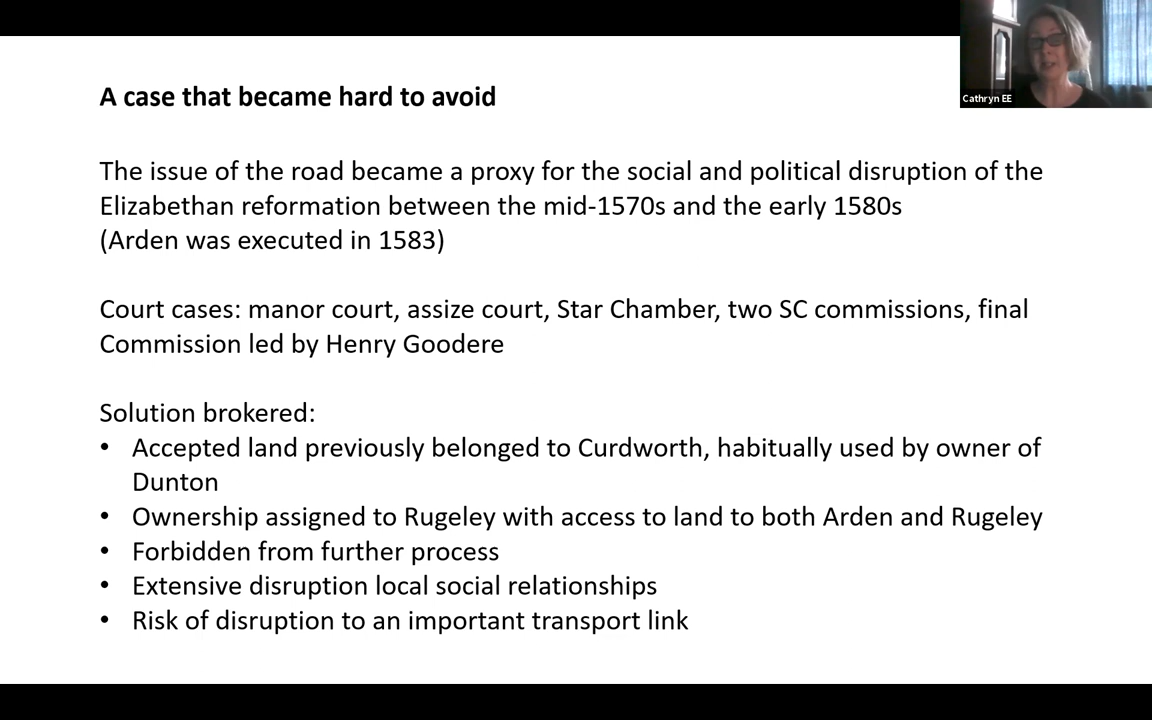 A case that became hard to avoid
Cathryn EE
The issue of the road became a proxy for the social and political disruption of the
Elizabethan reformation between the mid-1570s and the early 1580s
(Arden was executed in 1583)
Court cases: manor court, assize court, Star Chamber, two SC commissions, final
Commission led by Henry Goodere
Solution brokered:
• Accepted land previously belonged to Curdworth, habitually used by owner of
Dunton
• Ownership assigned to Rugeley with access to land to both Arden and Rugeley
• Forbidden from further process
• Extensive disruption local social relationships
• Risk of disruption to an important transport link